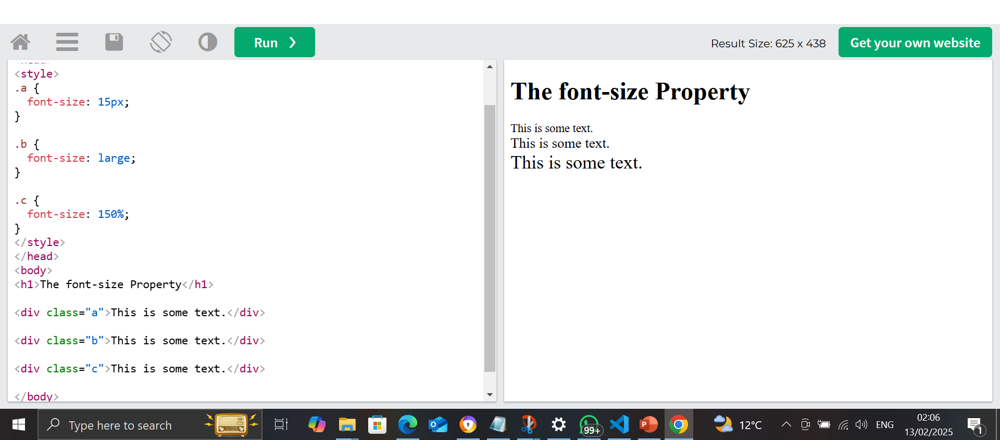 Run ❯
Result Size: 625 x 438
Get your own website
<style>
.a {
  font-size: 15px;
}
.b {
  font-size: large;
}
.c {
  font-size: 150%;
}
</style>
</head>
<body>
<h1>The font-size Property</h1>
<div class="a">This is some text.</div>
<div class="b">This is some text.</div>
<div class="c">This is some text.</div>
</body>
The font-size Property
This is some text.
This is some text.
This is some text.
Type here to search
99+
12°C
ENG
02:06
13/02/2025
1